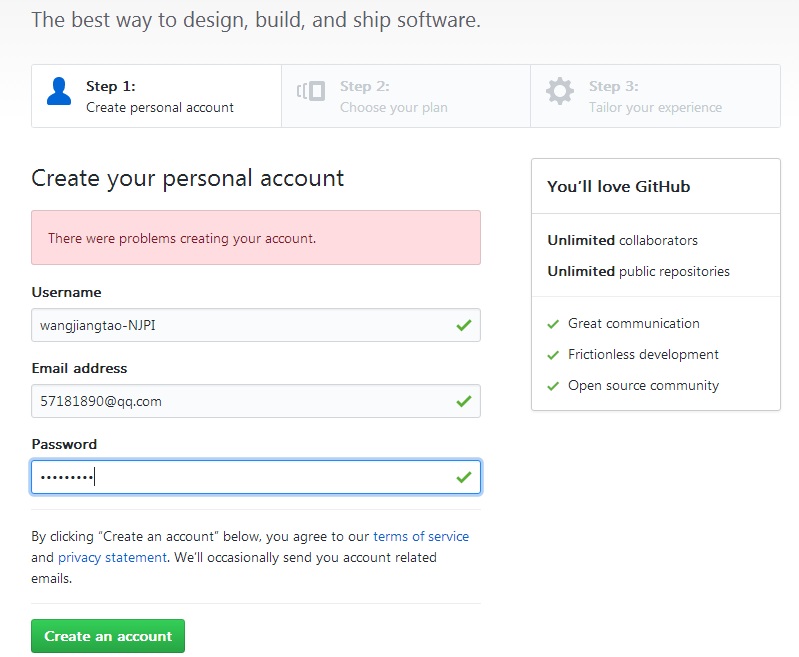 The best way to design, build, and ship software.
Step 1:
Create personal account
Step 2:
Choose your plan
Step 3:
Tailor your experience
Create your personal account
There were problems creating your account.
Username
wangjiangtao-NJPI
Email address
57181890@qq.com
Password
•••••••••
By clicking “Create an account” below, you agree to our terms of service
and privacy statement. We’ll occasionally send you account related
emails.
Create an account
You’ll love GitHub
Unlimited collaborators
Unlimited public repositories
Great communication
Frictionless development
Open source community